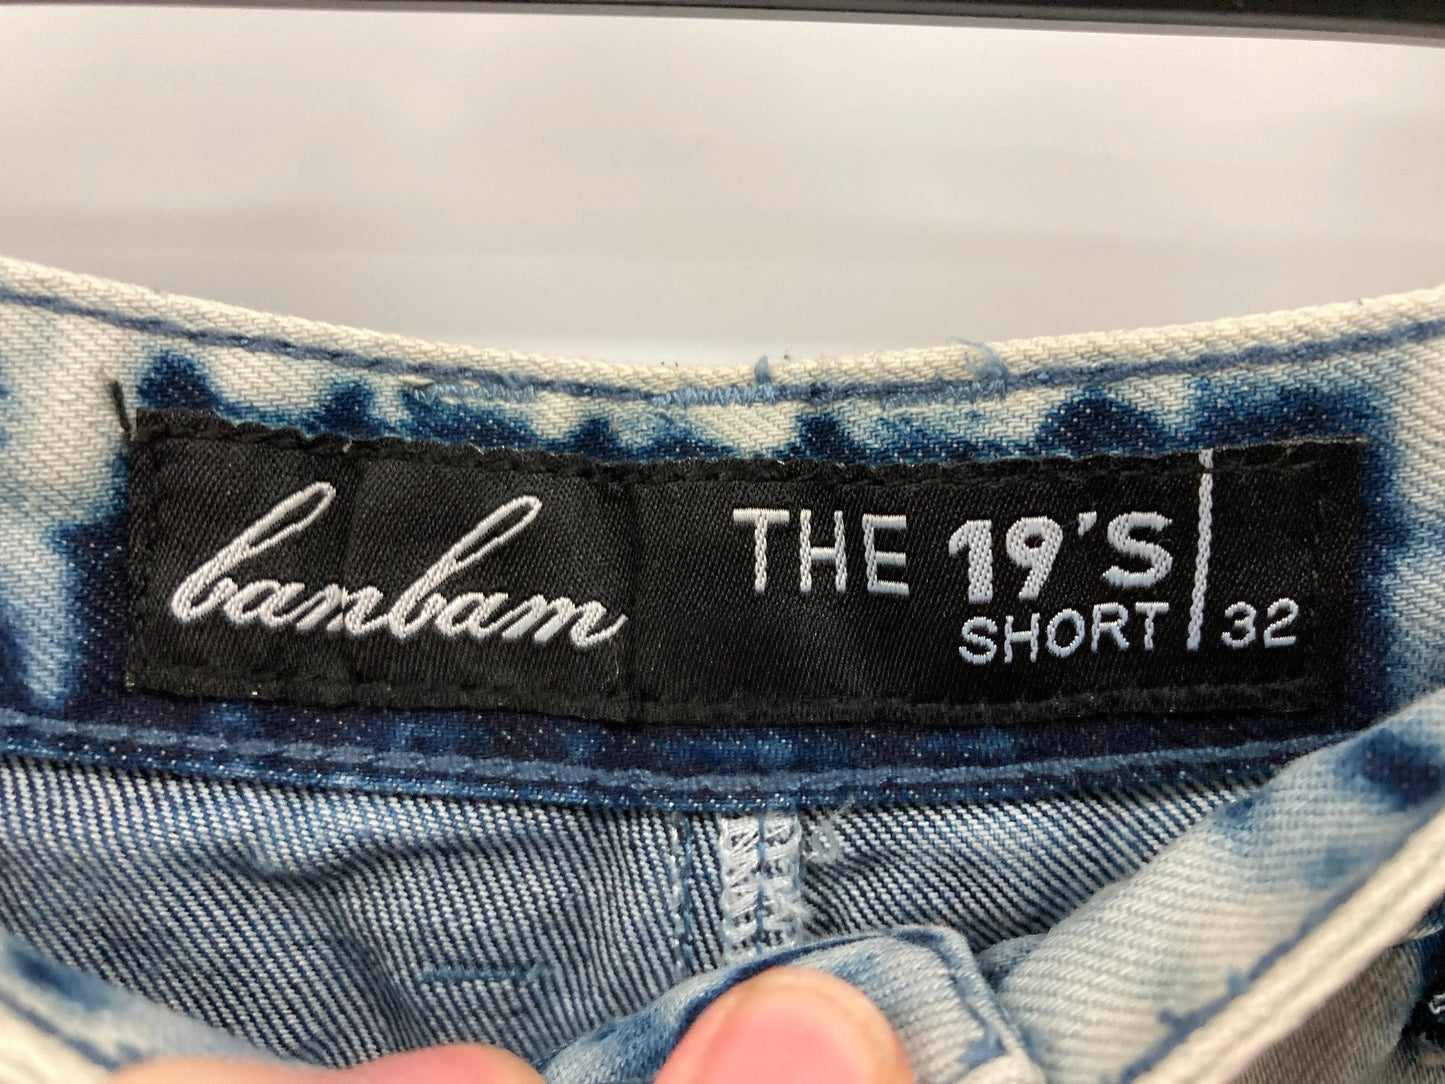 banbam
THE 19'S
SHORT 32